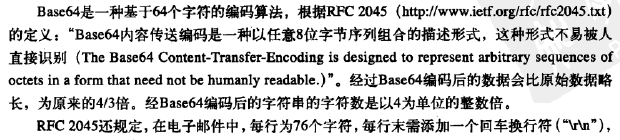 Base64是一种基于64个字符的编码算法，根据RFC 2045（http://www.ietf.org/rfc/rfc2045.txt）
的定义：“Base64内容传送编码是一种以任意8位字节序列组合的描述形式，这种形式不易被人
直接识别（The Base64 Content-Transfer-Encoding is designed to represent arbitrary sequences of
octets in a form that need not be humanly readable.）”。经过Base64编码后的数据会比原始数据略
长，为原来的4/3倍。经Base64编码后的字符串的字符数是以4为单位的整数倍。
RFC 2045还规定，在电子邮件中，每行为76个字符，每行末需添加一个回车换行符（“\r\n”），